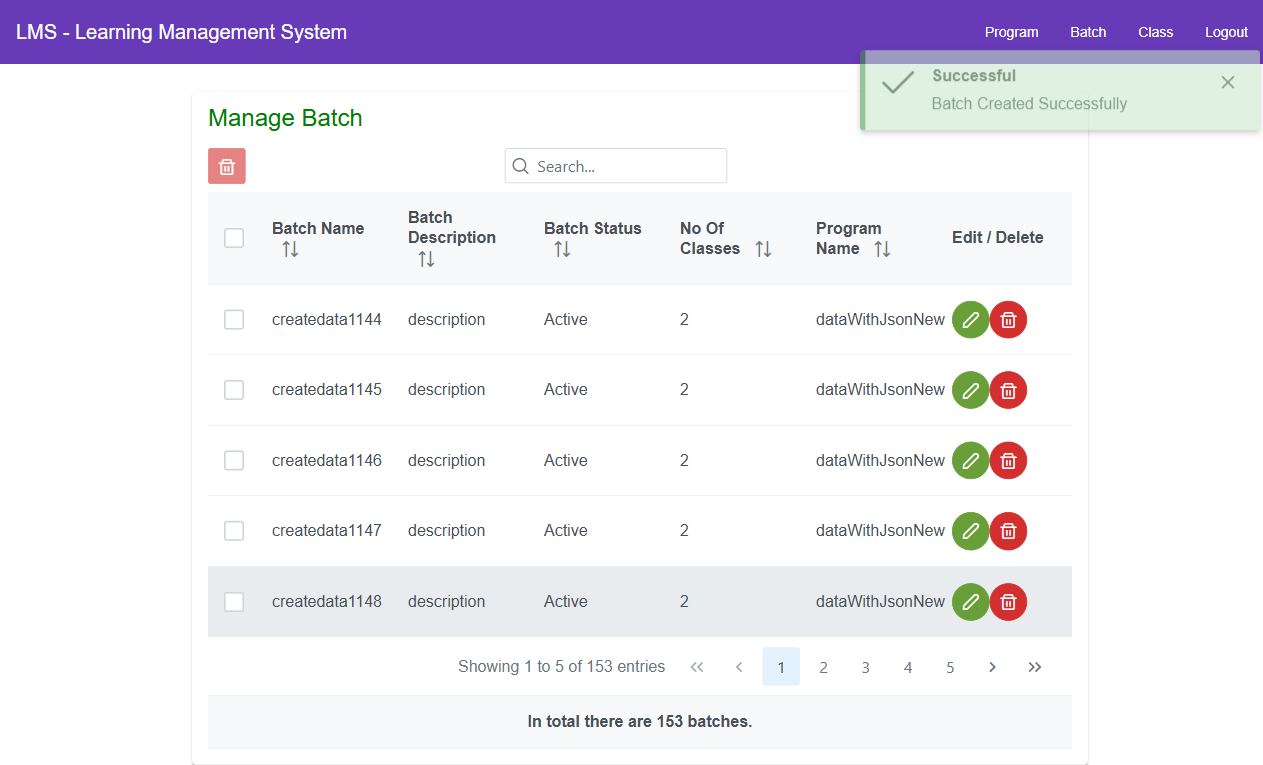 LMS - Learning Management System
Program Batch Class Logout
Successful
Batch Created Successfully
Manage Batch
Search...
Batch Name Batch Description Batch Status No Of Classes Program Name Edit / Delete
createdata1144 description Active 2 dataWithJsonNew
createdata1145 description Active 2 dataWithJsonNew
createdata1146 description Active 2 dataWithJsonNew
createdata1147 description Active 2 dataWithJsonNew
createdata1148 description Active 2 dataWithJsonNew
Showing 1 to 5 of 153 entries << < 1 2 3 4 5 > >>
In total there are 153 batches.